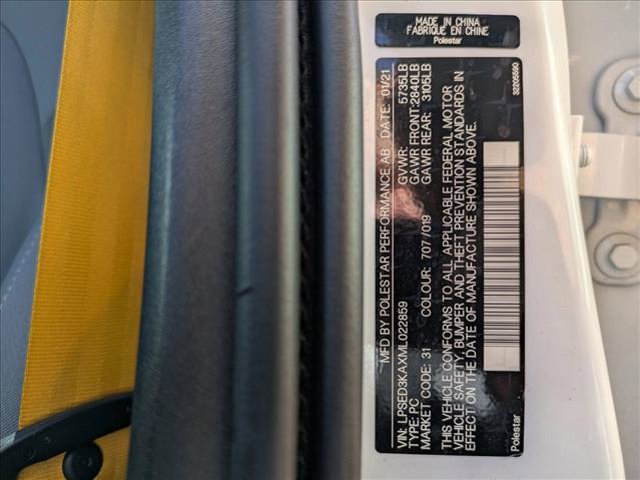 MADE IN CHINA
FABRIQUÉ EN CHINE
Polestar
MFD BY POLESTAR PERFORMANCE AB DATE: 01/21
VIN: LPSED3KAXML022859 GVWR: 5735LB
TYPE: PC GAWR FRONT: 2840LB
MARKET CODE: 31 COLOUR: 707 /019 GAWR REAR: 3105LB
THIS VEHICLE CONFORMS TO ALL APPLICABLE FEDERAL MOTOR
VEHICLE SAFETY, BUMPER AND THEFT PREVENTION STANDARDS IN
EFFECT ON THE DATE OF MANUFACTURE SHOWN ABOVE.
Polestar
32205590